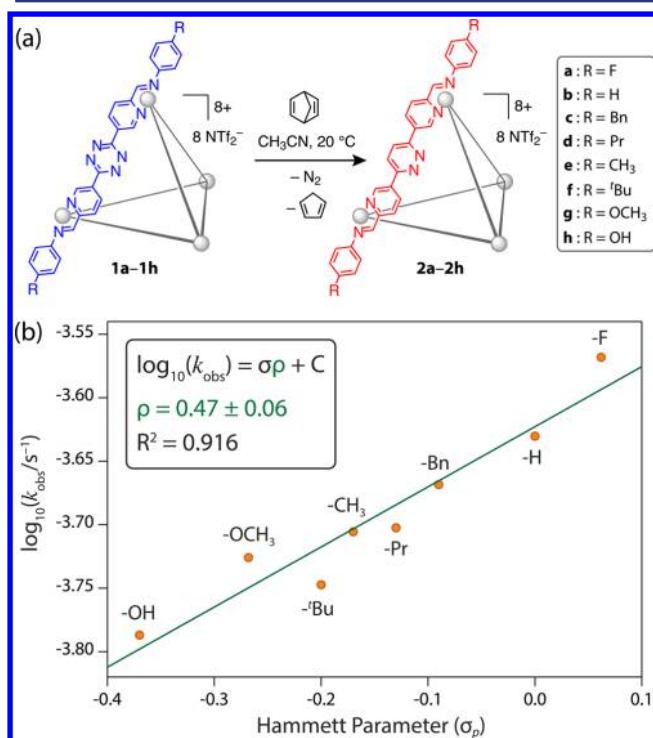 (a)
R
N
N N
N N
N
N
N
R
1a–1h
8+
8 NTf₂⁻
CH₃CN, 20 °C
– N₂
–
R
N
N
N
N
N
N
R
2a–2h
8+
8 NTf₂⁻
a : R = F
b : R = H
c : R = Bn
d : R = Pr
e : R = CH₃
f : R = ᵗBu
g : R = OCH₃
h : R = OH
(b)
log₁₀(k_obs) = σρ + C
ρ = 0.47 ± 0.06
R² = 0.916
log₁₀(k_obs/s⁻¹)
-3.55
-3.60
-3.65
-3.70
-3.75
-3.80
-F
-H
-Bn
-CH₃
-Pr
-OCH₃
-ᵗBu
-OH
-0.4
-0.3
-0.2
-0.1
0.0
0.1
Hammett Parameter (σₚ)